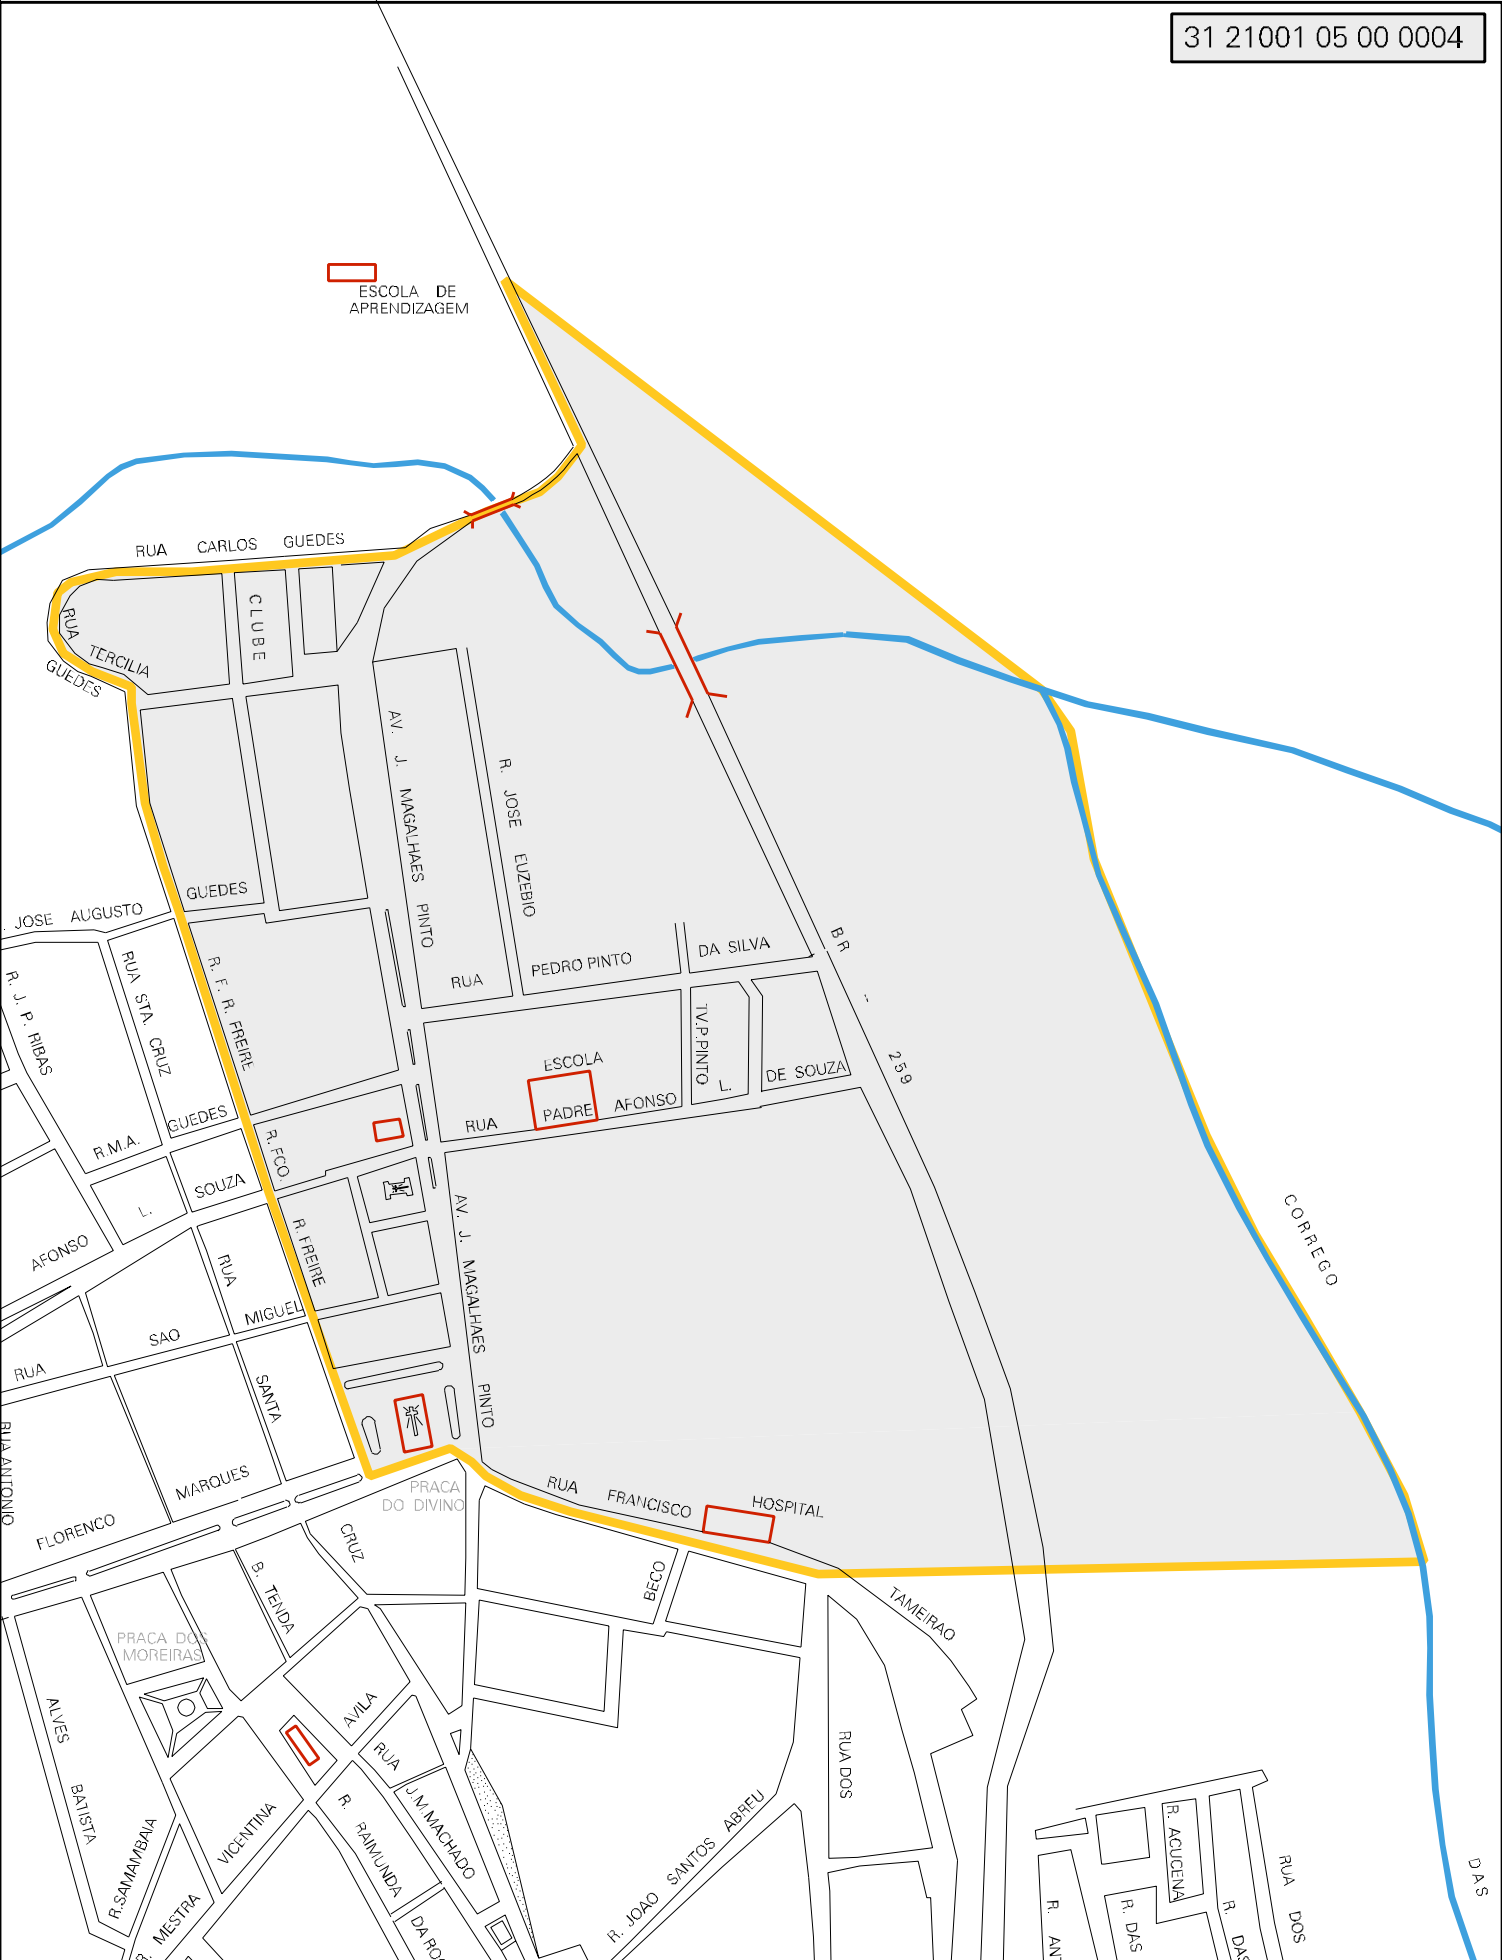 31 21001 05 00 0004
ESCOLA DE
APRENDIZAGEM
RUA CARLOS GUEDES
CLUBE
RUA
TERCILIA
GUEDES
AV. J. MAGALHAES PINTO
R. JOSE EUZEBIO
GUEDES
JOSE AUGUSTO
RUA STA. CRUZ
R. J. P. RIBAS
R. F. R. FREIRE
RUA PEDRO PINTO DA SILVA
BR - 259
TV.P.PINTO
ESCOLA
PADRE
RUA AFONSO L. DE SOUZA
GUEDES
R.M.A.
R. FCO.
SOUZA
L.
AFONSO
R. FREIRE
RUA
MIGUEL
SAO
RUA
AV. J. MAGALHAES PINTO
CORREGO
SANTA
RUA ANTONIO
MARQUES
FLORENCO
PRACA
DO DIVINO
RUA FRANCISCO
HOSPITAL
TAMEIRAO
CRUZ
BECO
B. TENDA
PRACA DOS
MOREIRAS
ALVES
BATISTA
AVILA
RUA
J.M.MACHADO
R. RAIMUNDA
VICENTINA
R.SAMAMBAIA
R. MESTRA
R. JOAO SANTOS ABREU
RUA DOS
R. ACUCENA
RUA DOS
DAS
R. DAS
R. DAS